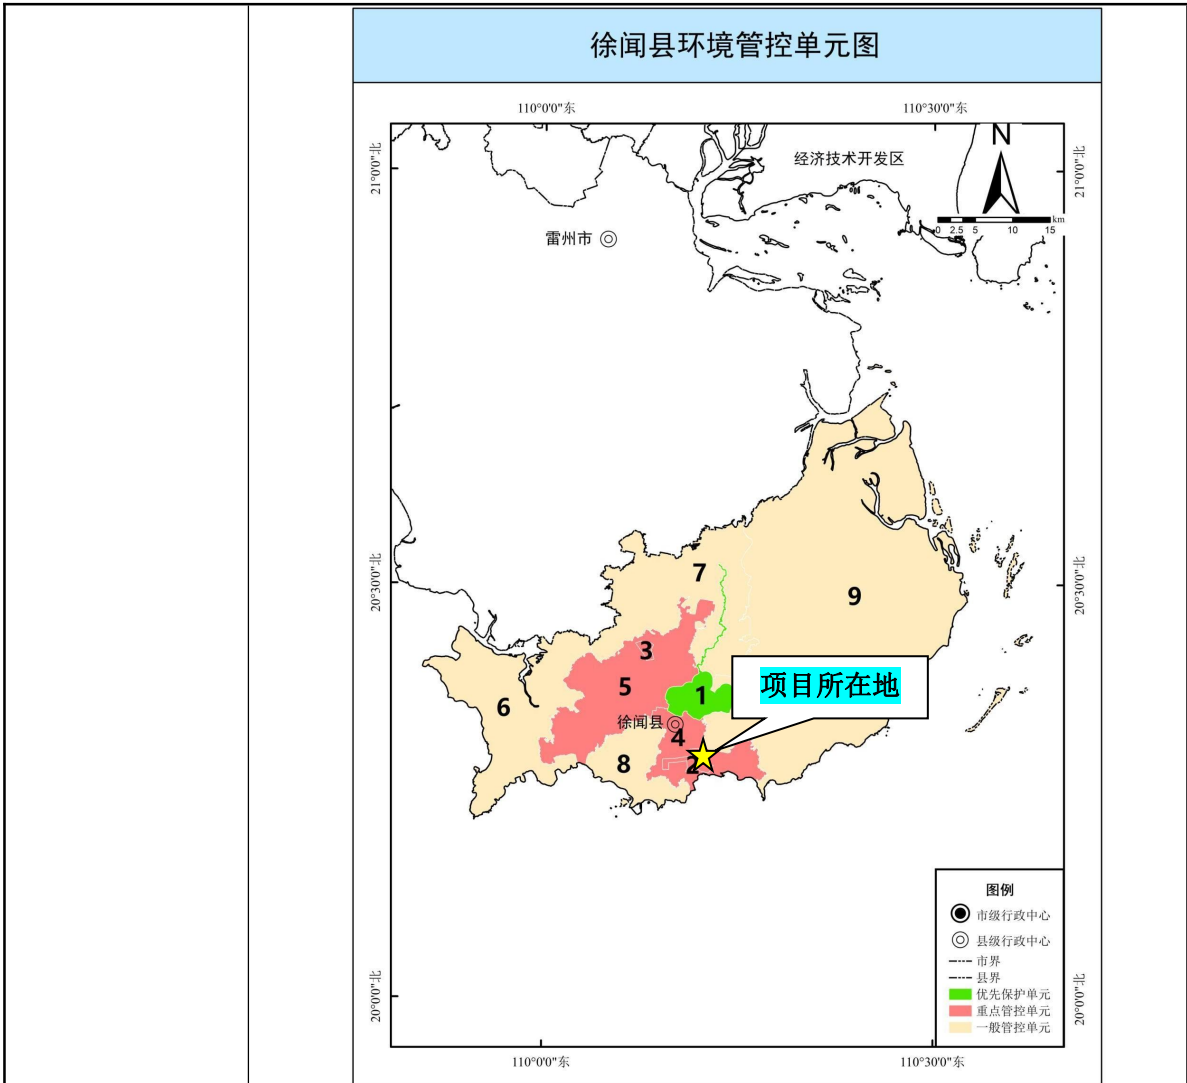 徐闻县环境管控单元图
110°0'0"东
110°30'0"东
21°0'0"北
21°0'0"北
N
经济技术开发区
km
0 2.5 5 10 15
雷州市
20°30'0"北
20°30'0"北
7
9
3
5
1
项目所在地
6
徐闻县
4
8
2
图例
市级行政中心
县级行政中心
市界
县界
优先保护单元
重点管控单元
一般管控单元
20°0'0"北
20°0'0"北
110°0'0"东
110°30'0"东